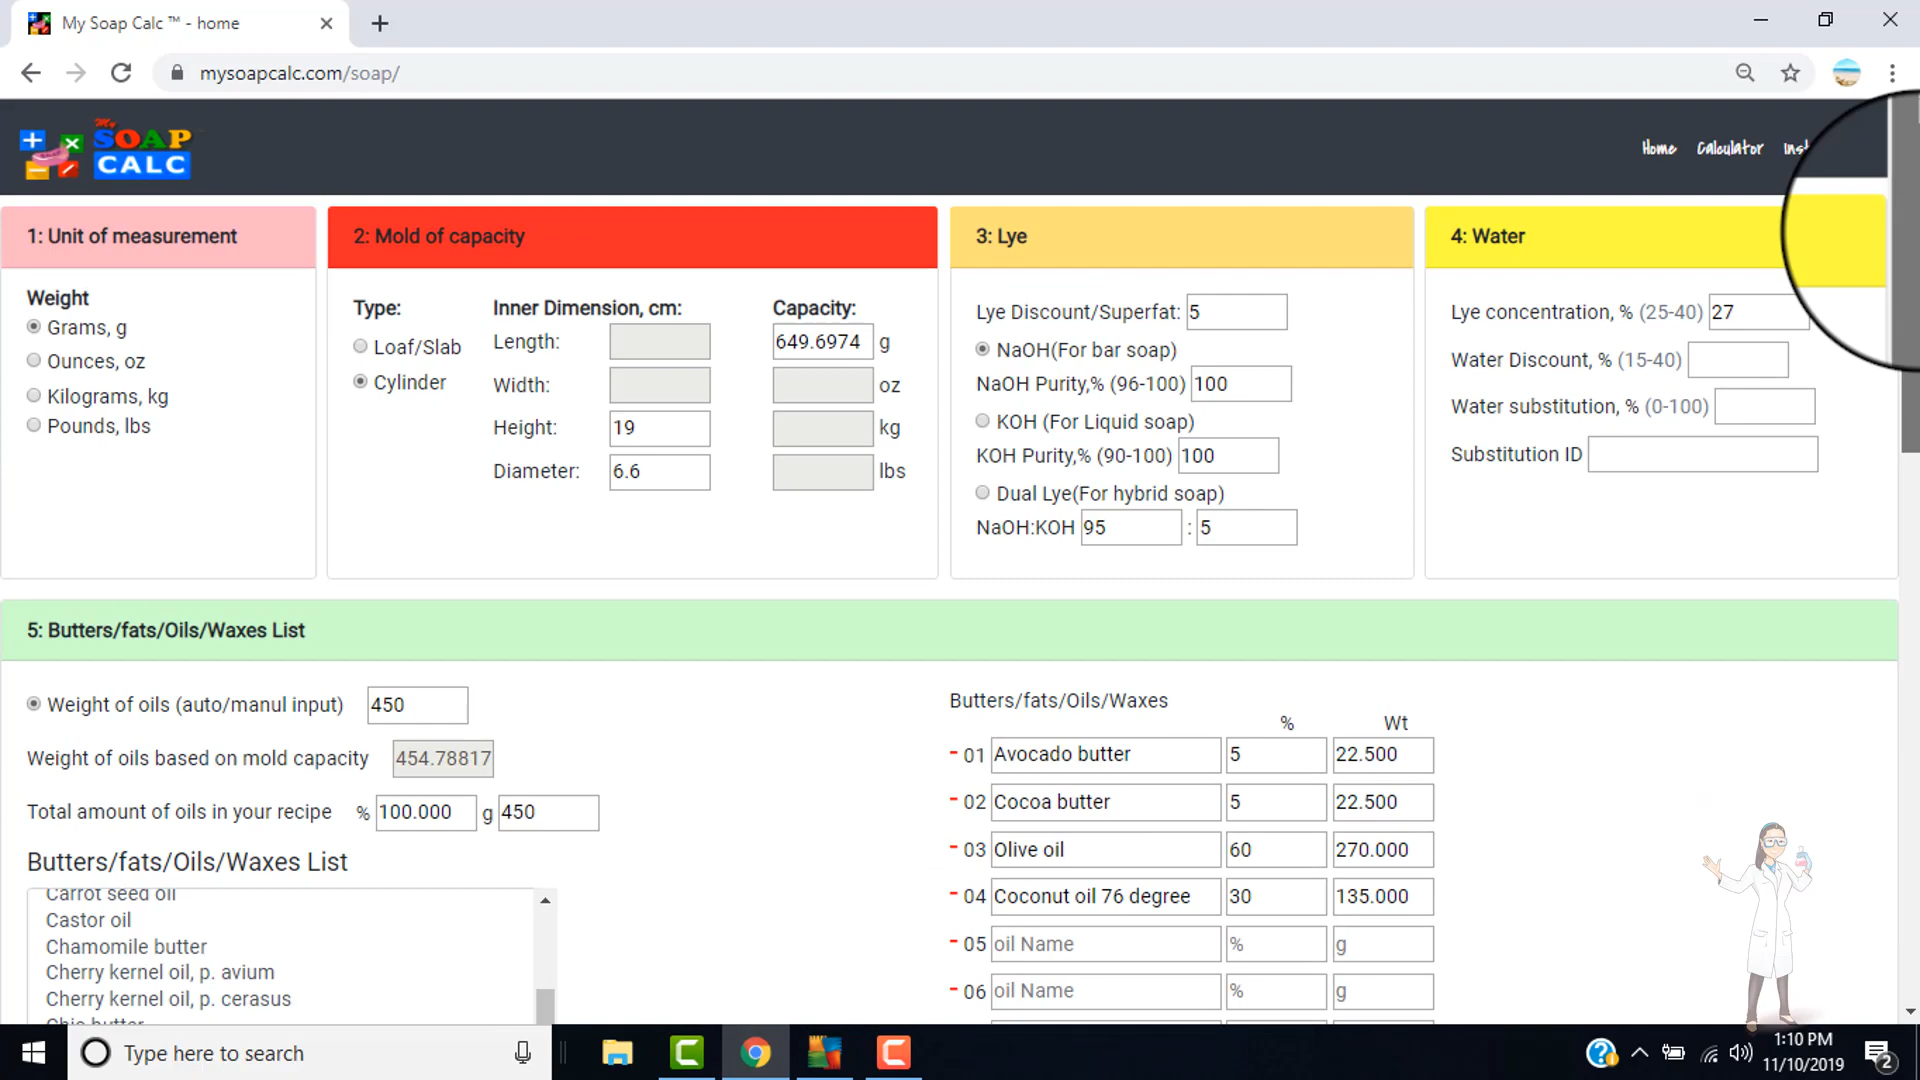 My Soap Calc ™ - home
mysoapcalc.com/soap/
My
SOAP
CALC
Home Calculator
1: Unit of measurement
Weight
Grams, g
Ounces, oz
Kilograms, kg
Pounds, lbs
2: Mold of capacity
Type: Inner Dimension, cm: Capacity:
Loaf/Slab
Cylinder
Length: 649.6974 g
Width: oz
Height: 19 kg
Diameter: 6.6 lbs
3: Lye
Lye Discount/Superfat: 5
NaOH(For bar soap)
NaOH Purity,% (96-100) 100
KOH (For Liquid soap)
KOH Purity,% (90-100) 100
Dual Lye(For hybrid soap)
NaOH:KOH 95 : 5
4: Water
Lye concentration, % (25-40) 27
Water Discount, % (15-40)
Water substitution, % (0-100)
Substitution ID
5: Butters/fats/Oils/Waxes List
Weight of oils (auto/manul input) 450
Weight of oils based on mold capacity 454.78817
Total amount of oils in your recipe % 100.000 g 450
Butters/fats/Oils/Waxes List
Carrot seed oil
Castor oil
Chamomile butter
Cherry kernel oil, p. avium
Cherry kernel oil, p. cerasus
Butters/fats/Oils/Waxes
% Wt
- 01 Avocado butter 5 22.500
- 02 Cocoa butter 5 22.500
- 03 Olive oil 60 270.000
- 04 Coconut oil 76 degree 30 135.000
- 05 oil Name % g
- 06 oil Name % g
Type here to search
1:10 PM
11/10/2019
2